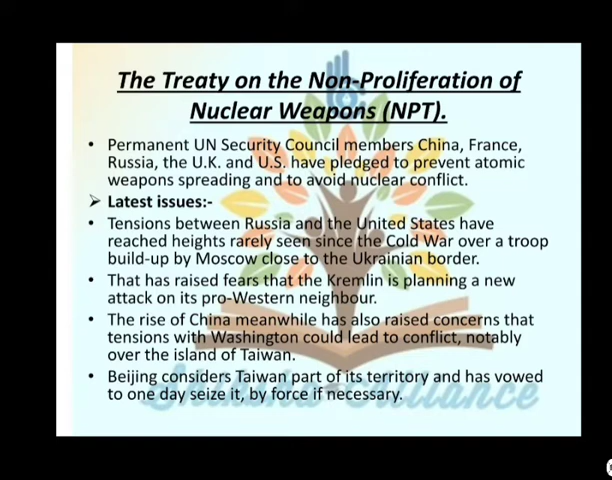 The Treaty on the Non-Proliferation of
Nuclear Weapons (NPT).
• Permanent UN Security Council members China, France,
Russia, the U.K. and U.S. have pledged to prevent atomic
weapons spreading and to avoid nuclear conflict.
➢ Latest issues:-
• Tensions between Russia and the United States have
reached heights rarely seen since the Cold War over a troop
build-up by Moscow close to the Ukrainian border.
• That has raised fears that the Kremlin is planning a new
attack on its pro-Western neighbour.
• The rise of China meanwhile has also raised concerns that
tensions with Washington could lead to conflict, notably
over the island of Taiwan.
• Beijing considers Taiwan part of its territory and has vowed
to one day seize it, by force if necessary.
Shiksha Alliance